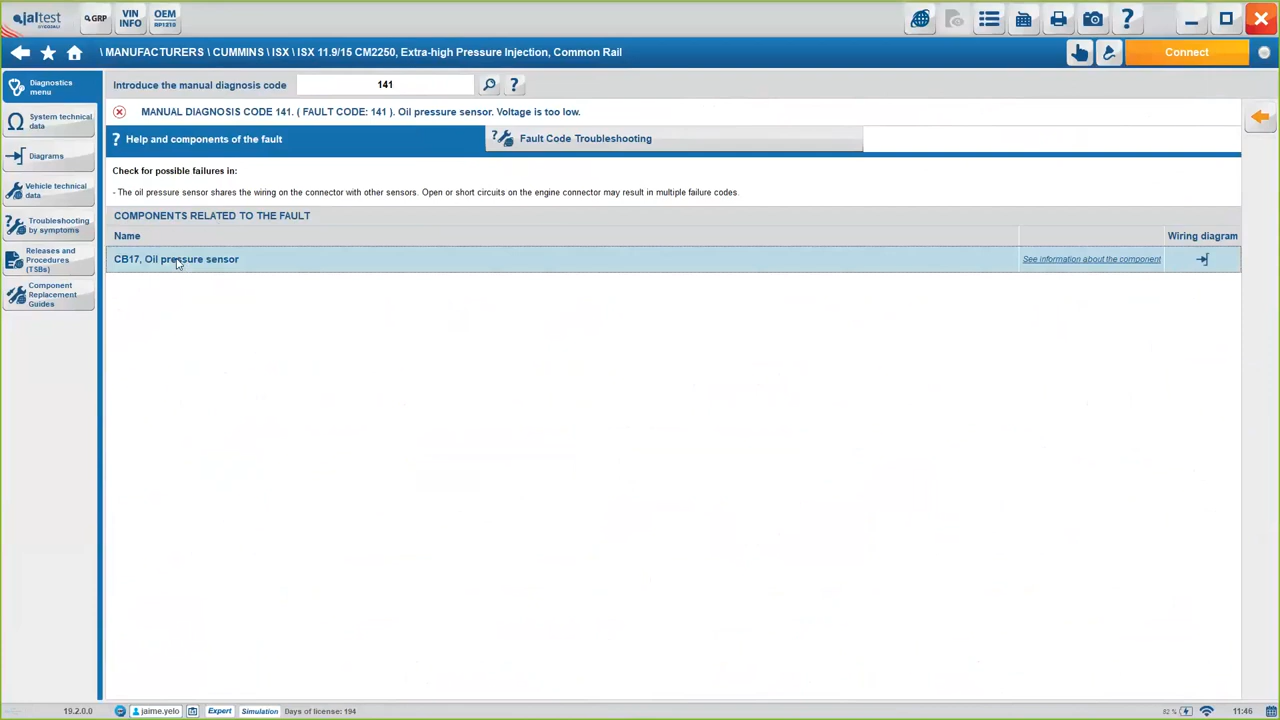 jaltest
BY COJALI
GRP
VIN
INFO
OEM
RP1210
?
\ MANUFACTURERS \ CUMMINS \ ISX \ ISX 11.9/15 CM2250, Extra-high Pressure Injection, Common Rail
Connect
Diagnostics
menu
System technical
data
Diagrams
Vehicle technical
data
Troubleshooting
by symptoms
Releases and
Procedures
(TSBs)
Component
Replacement
Guides
Introduce the manual diagnosis code
141
?
MANUAL DIAGNOSIS CODE 141. ( FAULT CODE: 141 ). Oil pressure sensor. Voltage is too low.
? Help and components of the fault
Fault Code Troubleshooting
Check for possible failures in:
- The oil pressure sensor shares the wiring on the connector with other sensors. Open or short circuits on the engine connector may result in multiple failure codes.
COMPONENTS RELATED TO THE FAULT
Name
Wiring diagram
CB17, Oil pressure sensor
See information about the component
19.2.0.0
jaime.yelo
Expert
Simulation
Days of license: 194
82 %
11:46